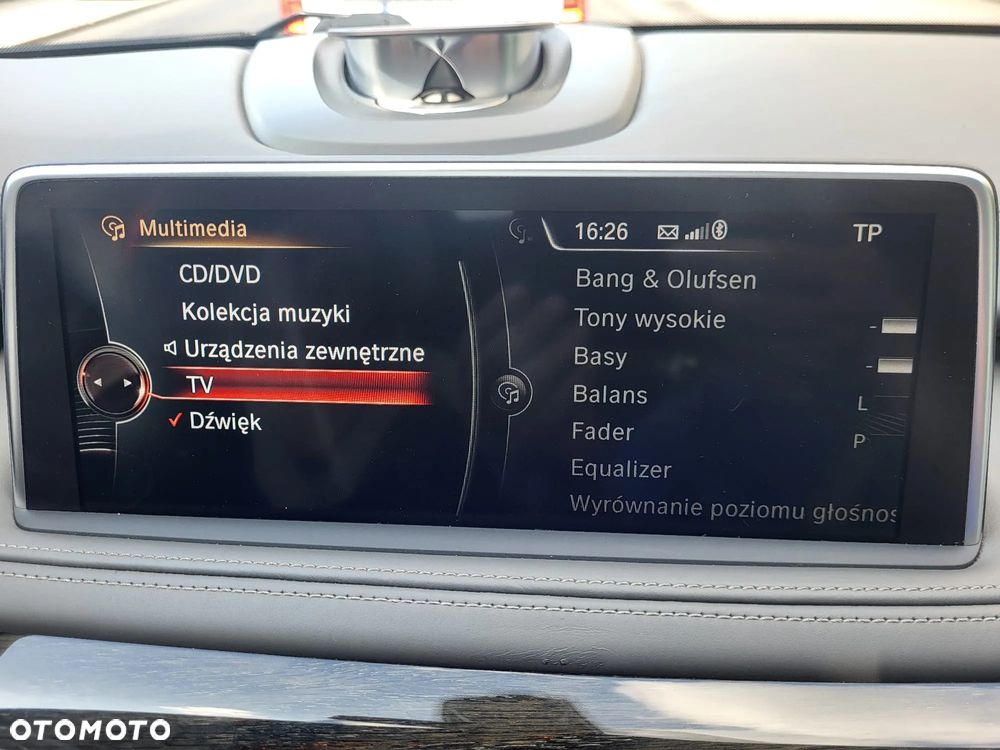 Multimedia
CD/DVD
Kolekcja muzyki
Urządzenia zewnętrzne
TV
Dźwięk
16:26
TP
Bang & Olufsen
Tony wysokie
Basy
Balans
L
Fader
P
Equalizer
Wyrównanie poziomu głośnoś
OTOMOTO